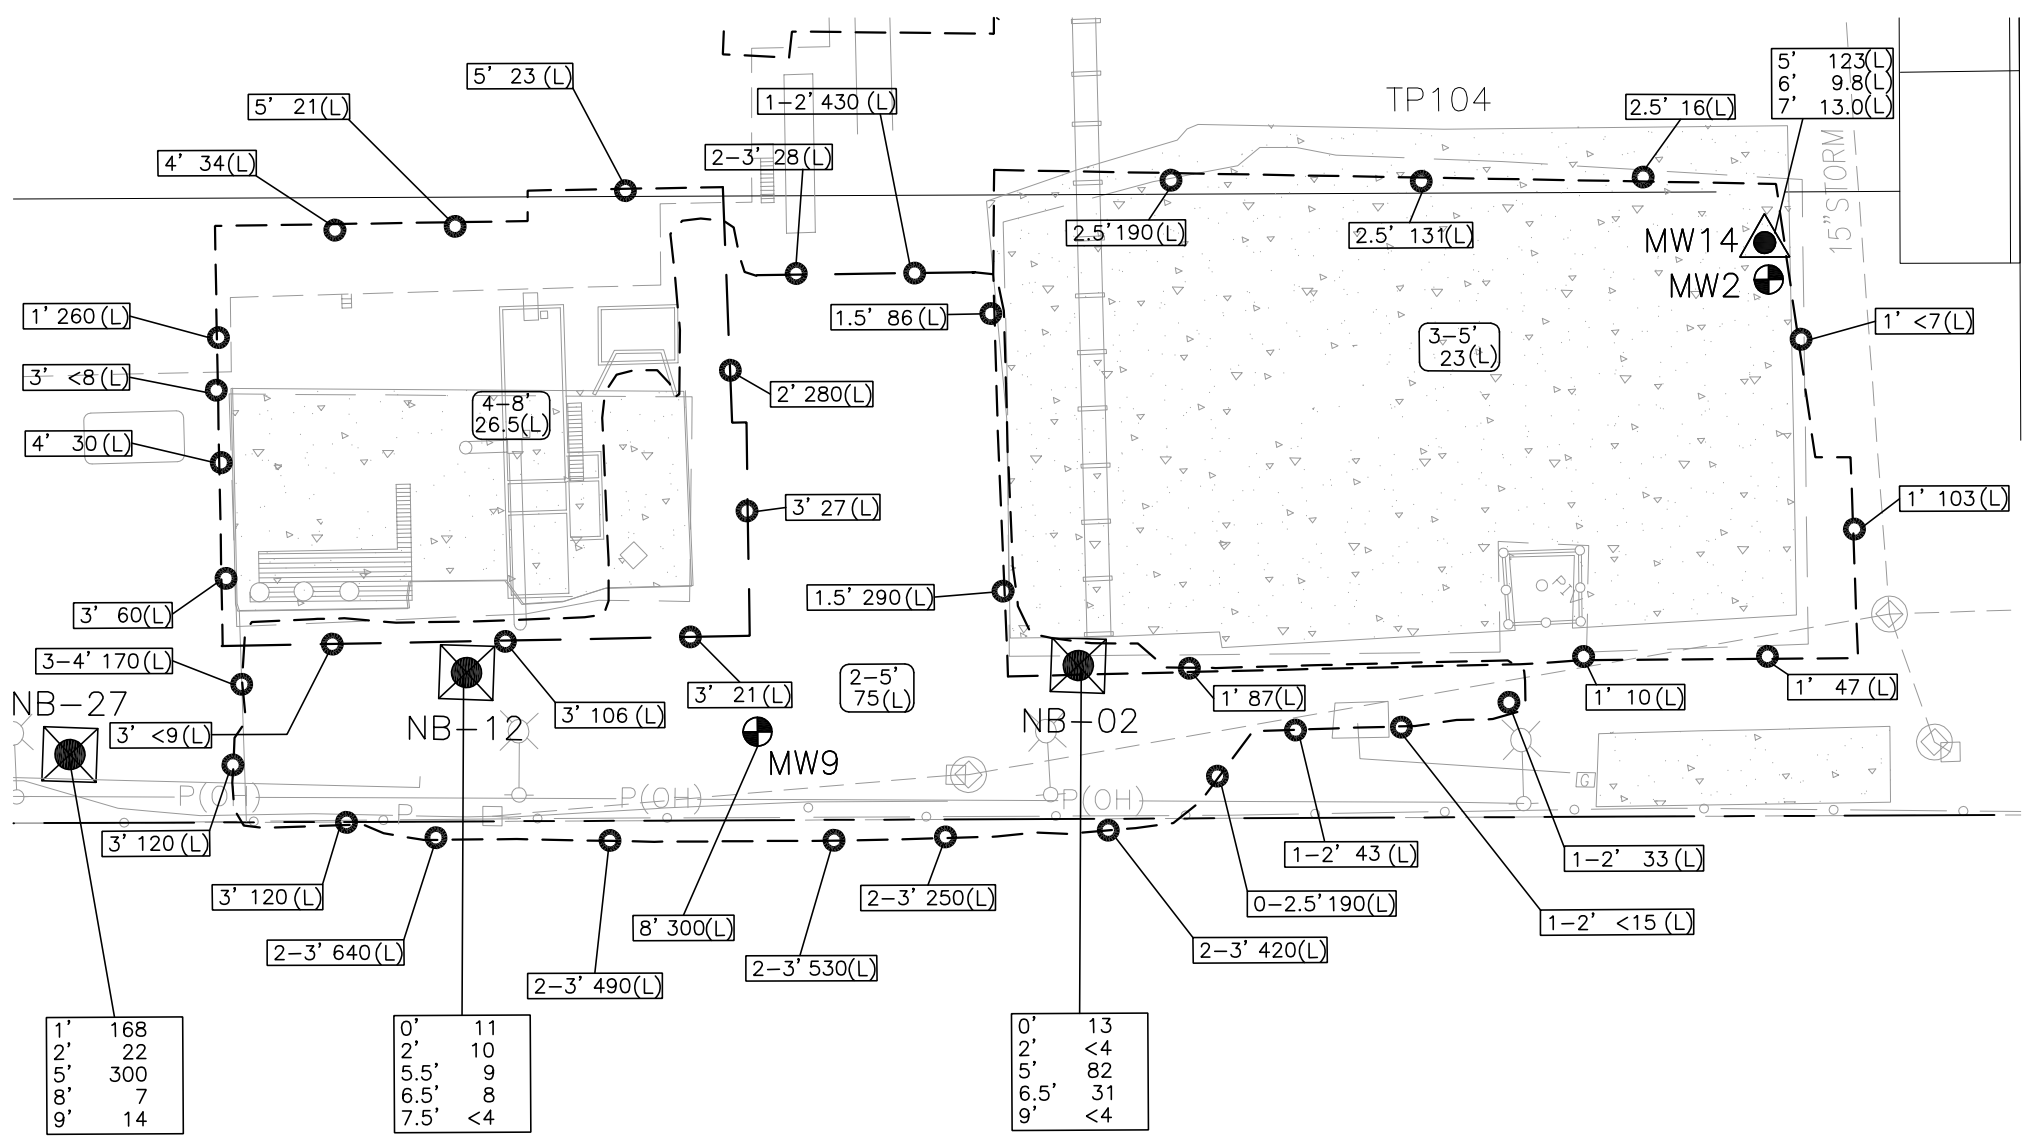 5' 23 (L)
5' 21(L)
4' 34(L)
1-2' 430 (L)
2-3' 28(L)
TP104
2.5' 16(L)
5' 123(L)
6' 9.8(L)
7' 13.0(L)
15" STORM
2.5' 190(L)
2.5' 131(L)
MW14
MW2
1' 260 (L)
1.5' 86 (L)
1' <7(L)
3' <8 (L)
3-5'
23(L)
2' 280(L)
4-8'
26.5(L)
4' 30 (L)
3' 27(L)
1' 103(L)
3' 60(L)
1.5' 290(L)
3-4' 170(L)
2-5'
75(L)
3' 21(L)
1' 87(L)
1' 10 (L)
1' 47 (L)
NB-27
3' <9(L)
NB-12
3' 106 (L)
NB-02
MW9
G
P(OH)
P
P(OH)
P(OH)
3' 120 (L)
3' 120 (L)
1-2' 43 (L)
1-2' 33(L)
2-3' 250(L)
0-2.5' 190(L)
8' 300(L)
1-2' <15 (L)
2-3' 640(L)
2-3' 530(L)
2-3' 420(L)
2-3' 490(L)
1' 168
2' 22
5' 300
8' 7
9' 14
0' 11
2' 10
5.5' 9
6.5' 8
7.5' <4
0' 13
2' <4
5' 82
6.5' 31
9' <4